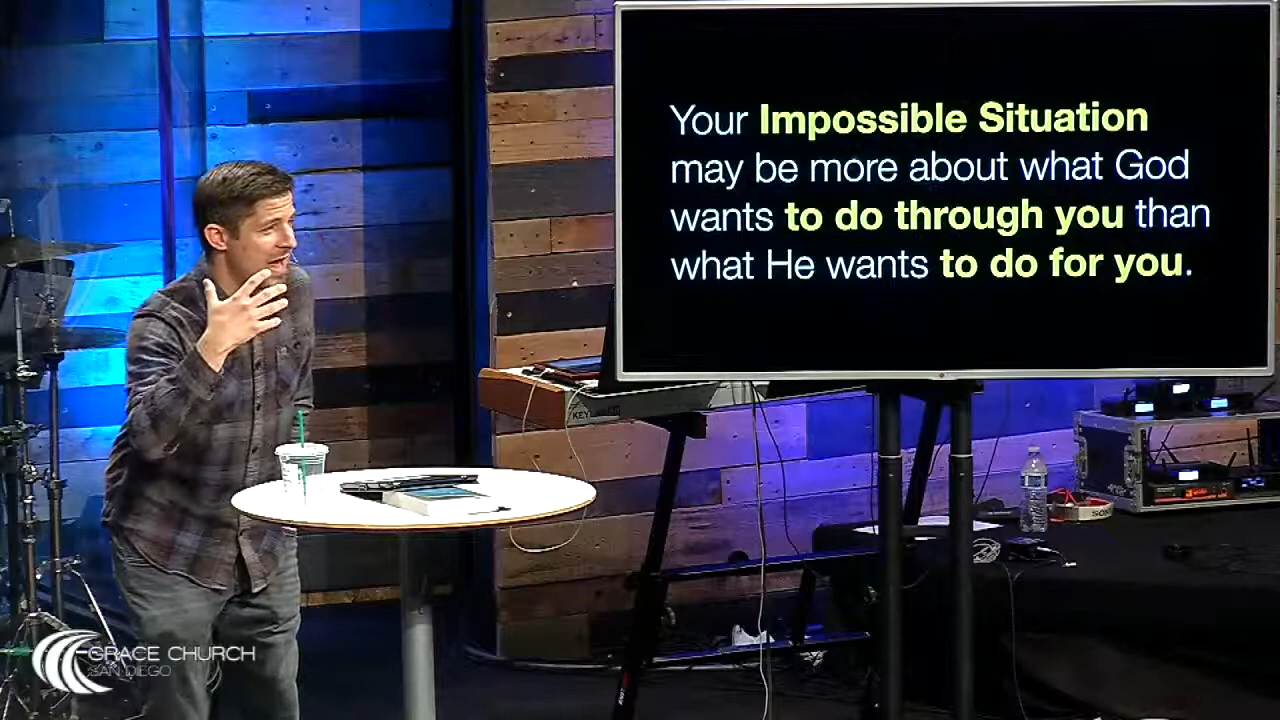 Your Impossible Situation
may be more about what God
wants to do through you than
what He wants to do for you.
GRACE CHURCH
SAN DIEGO